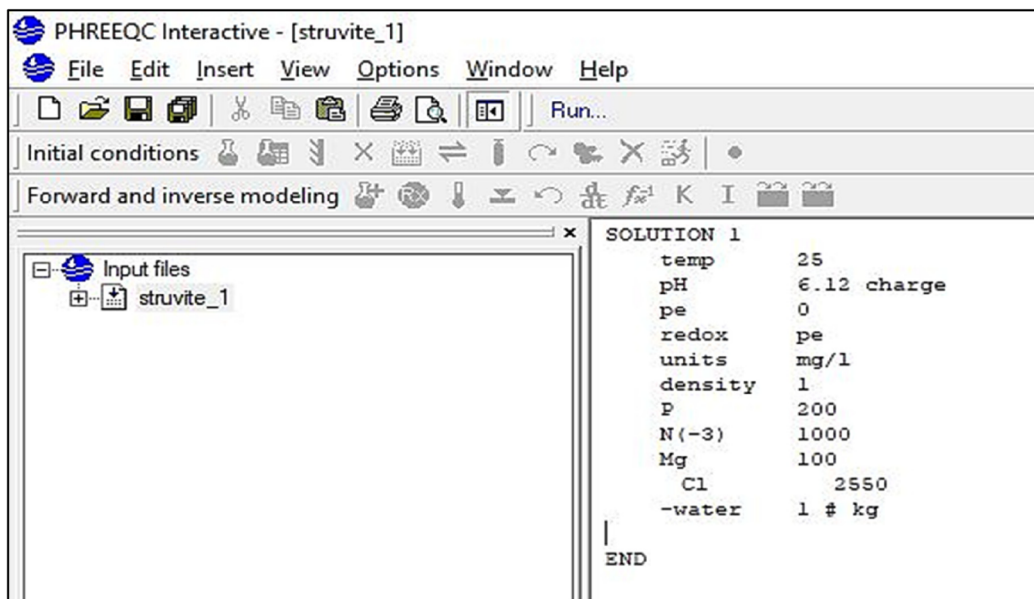 PHREEQC Interactive - [struvite_1]
File Edit Insert View Options Window Help
Run...
Initial conditions
Forward and inverse modeling fx⁻¹ K I
Input files
struvite_1
SOLUTION 1
temp 25
pH 6.12 charge
pe 0
redox pe
units mg/l
density 1
P 200
N(-3) 1000
Mg 100
Cl 2550
-water 1 # kg
END